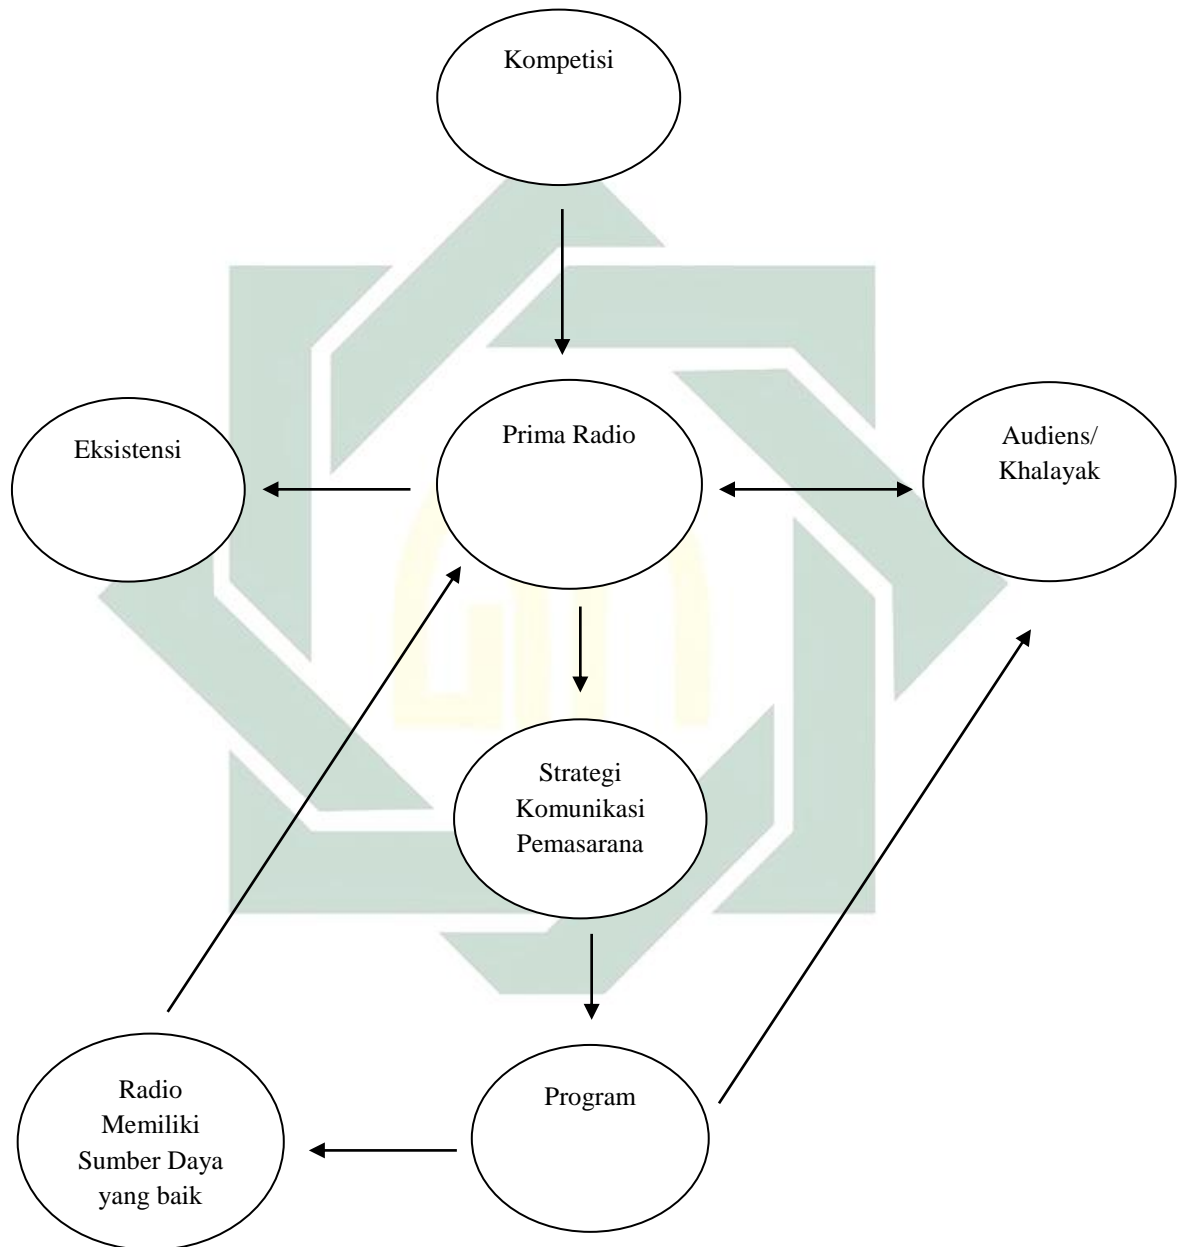 Kompetisi
Eksistensi
Prima Radio
Audiens/
Khalayak
Strategi
Komunikasi
Pemasarana
Program
Radio
Memiliki
Sumber Daya
yang baik